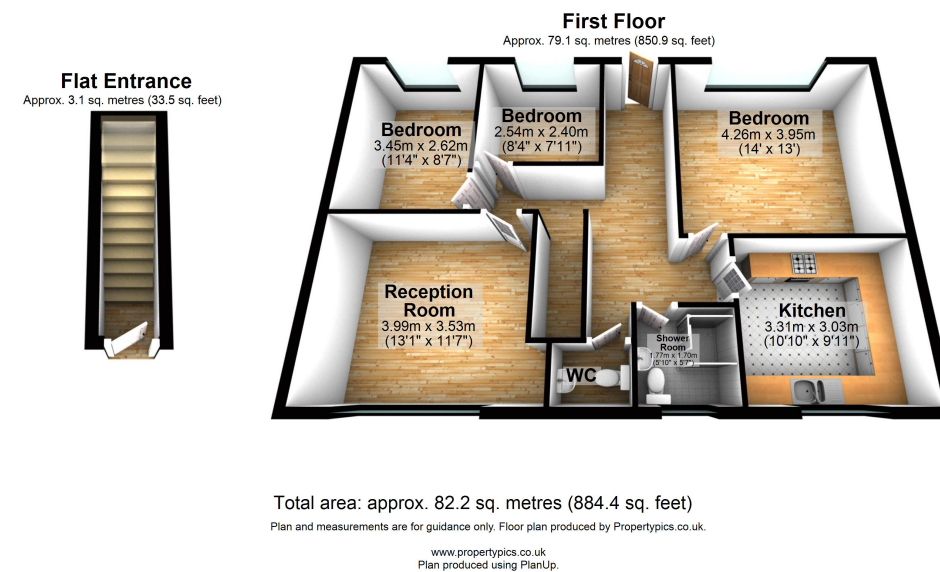 First Floor
Approx. 79.1 sq. metres (850.9 sq. feet)
Flat Entrance
Approx. 3.1 sq. metres (33.5 sq. feet)
Bedroom
3.45m x 2.62m
(11'4" x 8'7")
Bedroom
2.54m x 2.40m
(8'4" x 7'11")
Bedroom
4.26m x 3.95m
(14' x 13')
Reception
Room
3.99m x 3.53m
(13'1" x 11'7")
WC
Shower
Room
1.77m x 1.70m
(5'10" x 5'7")
Kitchen
3.31m x 3.03m
(10'10" x 9'11")
Total area: approx. 82.2 sq. metres (884.4 sq. feet)
Plan and measurements are for guidance only. Floor plan produced by Propertypics.co.uk.
www.propertypics.co.uk
Plan produced using PlanUp.